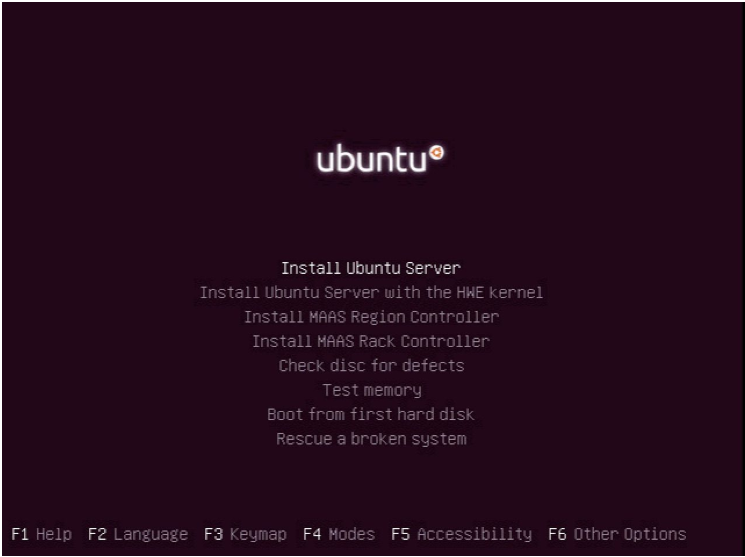 ubuntu
Install Ubuntu Server
Install Ubuntu Server with the HWE kernel
Install MAAS Region Controller
Install MAAS Rack Controller
Check disc for defects
Test memory
Boot from first hard disk
Rescue a broken system
F1 Help F2 Language F3 Keymap F4 Modes F5 Accessibility F6 Other Options